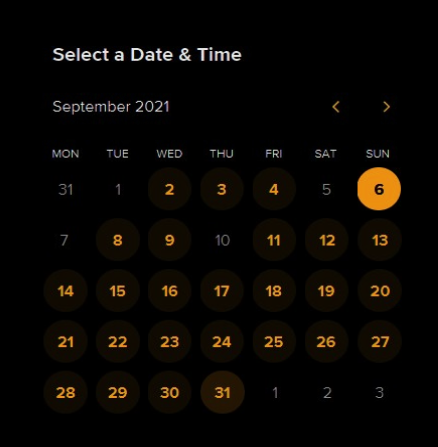 Select a Date & Time
September 2021
MON TUE WED THU FRI SAT SUN
31 1 2 3 4 5 6
7 8 9 10 11 12 13
14 15 16 17 18 19 20
21 22 23 24 25 26 27
28 29 30 31 1 2 3